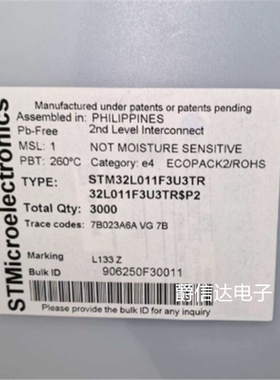 STMicroelectronics
Manufactured under patents or patents pending
Assembled in: PHILIPPINES
Pb-Free 2nd Level Interconnect
MSL: 1 NOT MOISTURE SENSITIVE
PBT: 260°C Category: e4 ECOPACK2/ROHS
TYPE: STM32L011F3U3TR
32L011F3U3TR$P2
Total Qty: 3000
Trace codes: 7B023A6A VG 7B
Marking L133 Z
Bulk ID 906250F30011
爵信达电子
Please provide the bulk ID for any inquiry